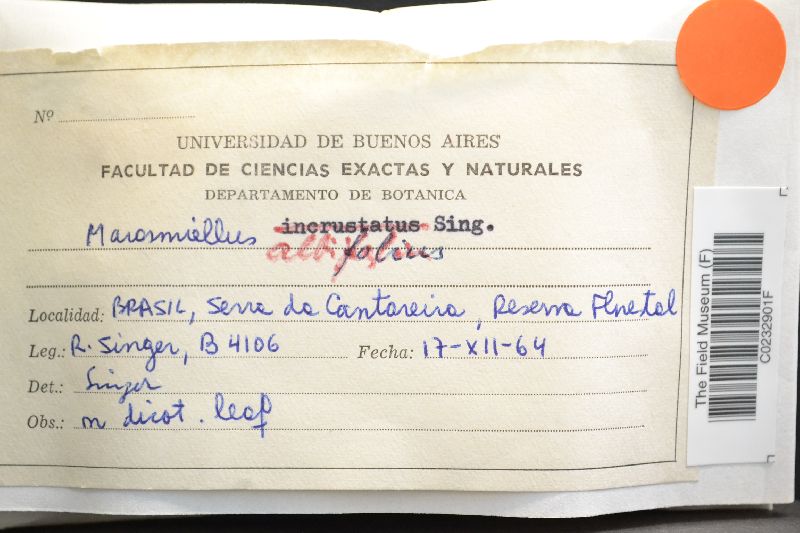 Nº
UNIVERSIDAD DE BUENOS AIRES
FACULTAD DE CIENCIAS EXACTAS Y NATURALES
DEPARTAMENTO DE BOTANICA
Marasmiellus incrustatus Sing.
albifolius
Localidad: BRASIL, Serra da Cantareira, Reserva Florestal
Leg.: R. Singer, B 4106 Fecha: 17-XII-64
Det.: Singer
Obs.: on dicot. leaf
The Field Museum (F)
C0232901F